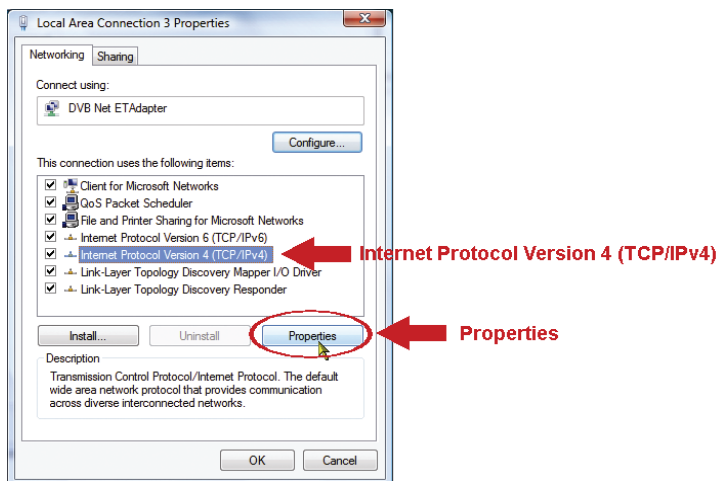 Local Area Connection 3 Properties
Networking
Sharing
Connect using:
DVB Net ETAdapter
Configure...
This connection uses the following items:
Client for Microsoft Networks
QoS Packet Scheduler
File and Printer Sharing for Microsoft Networks
Internet Protocol Version 6 (TCP/IPv6)
Internet Protocol Version 4 (TCP/IPv4)
Internet Protocol Version 4 (TCP/IPv4)
Link-Layer Topology Discovery Mapper I/O Driver
Link-Layer Topology Discovery Responder
Install...
Uninstall
Properties
Properties
Description
Transmission Control Protocol/Internet Protocol. The default
wide area network protocol that provides communication
across diverse interconnected networks.
OK
Cancel